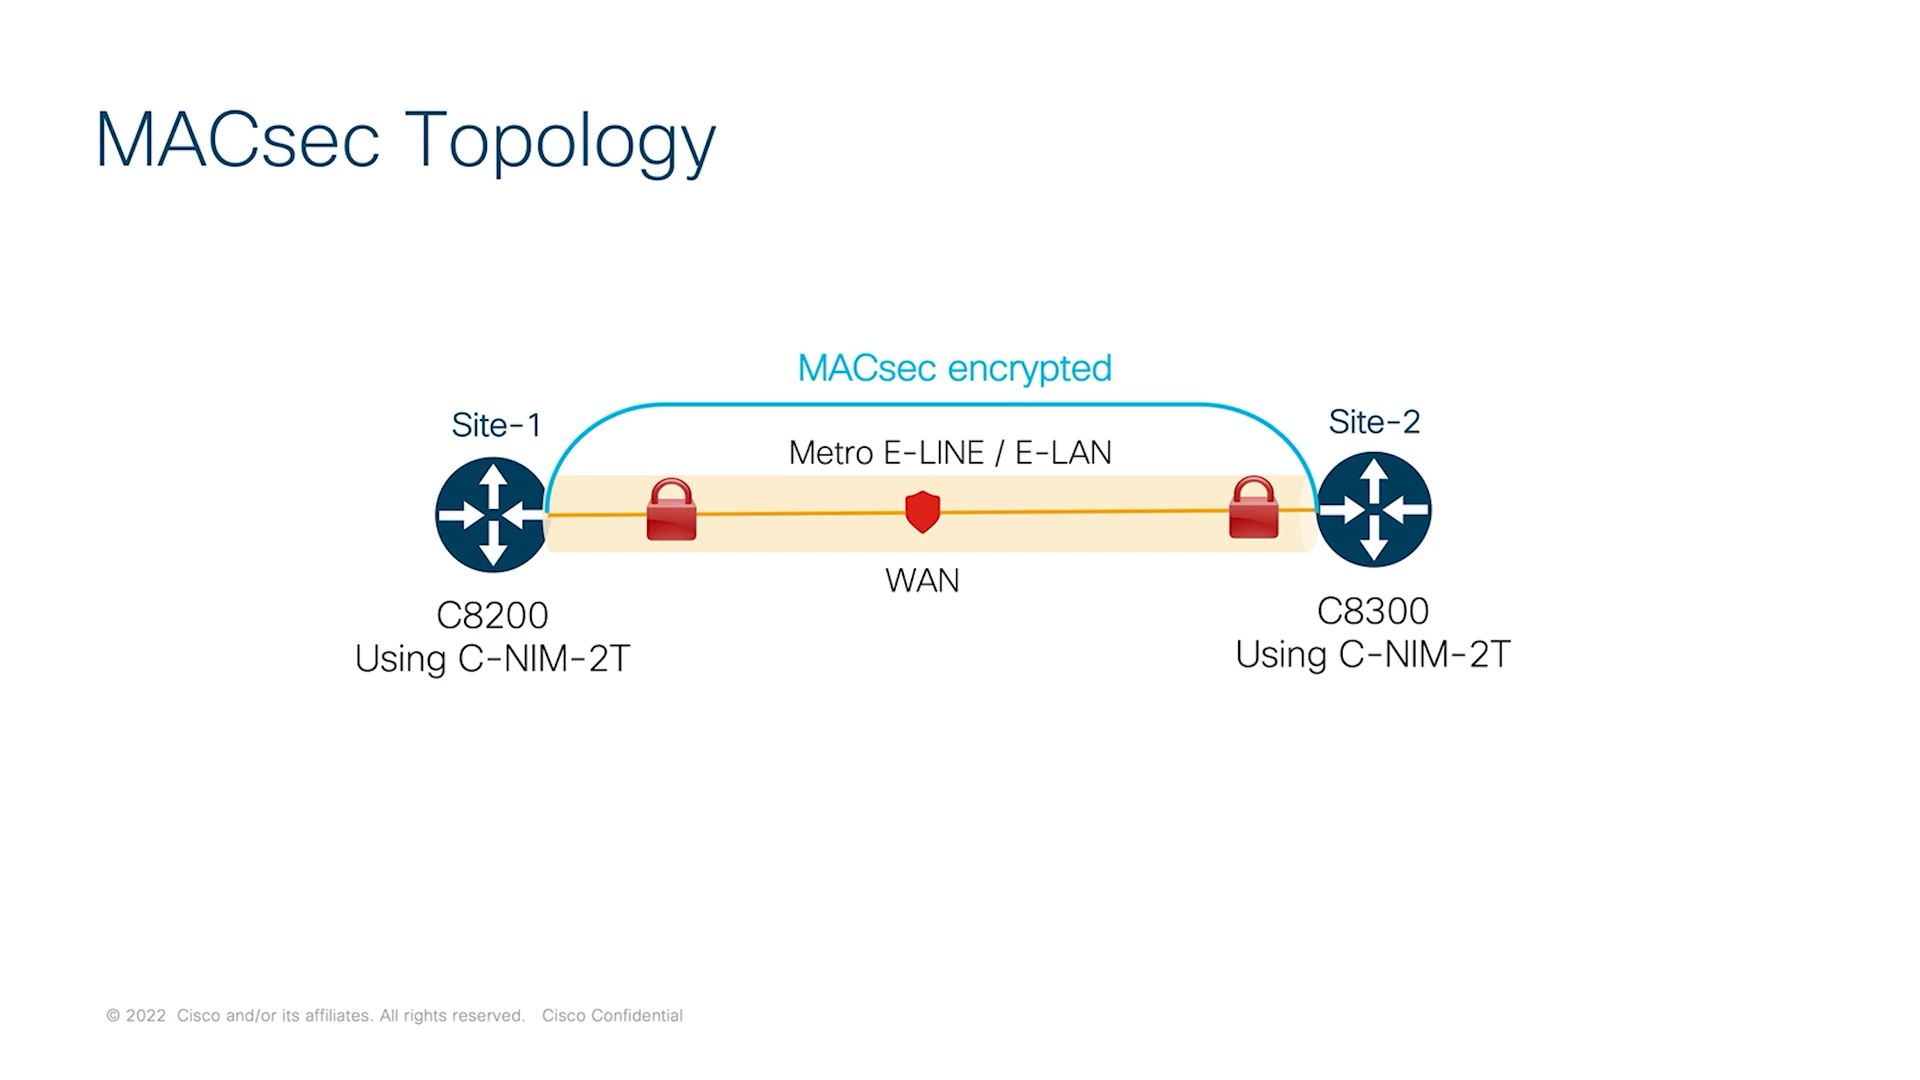 MACsec Topology
MACsec encrypted
Site-1
Site-2
Metro E-LINE / E-LAN
WAN
C8200
Using C-NIM-2T
C8300
Using C-NIM-2T
© 2022 Cisco and/or its affiliates. All rights reserved. Cisco Confidential